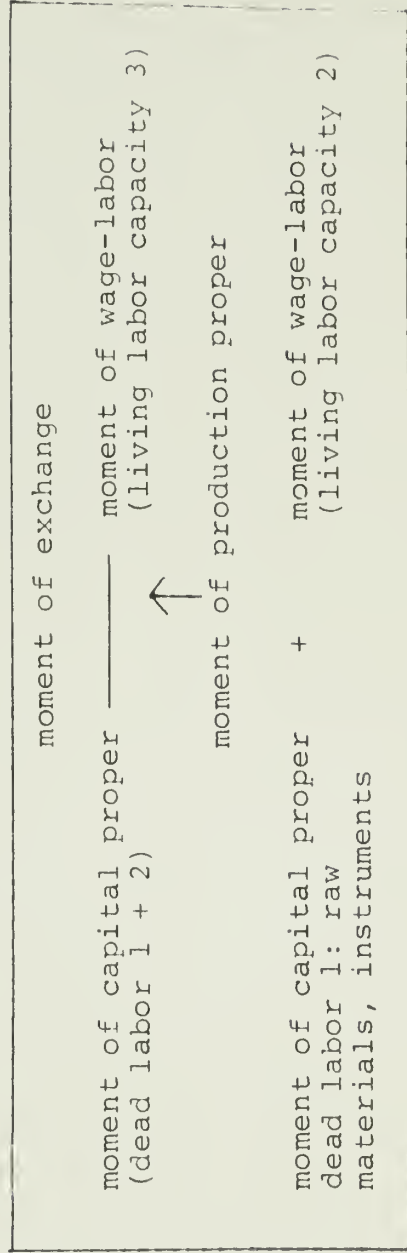 moment of exchange
moment of capital proper ——— moment of wage-labor
(dead labor 1 + 2) (living labor capacity 3)
↑
moment of production proper
moment of capital proper + moment of wage-labor
dead labor 1: raw (living labor capacity 2)
materials, instruments